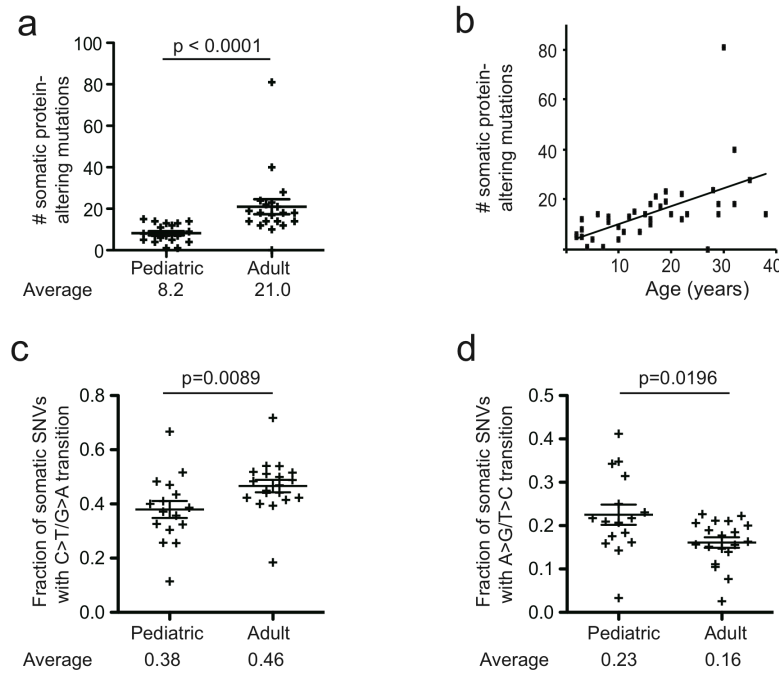 a
p < 0.0001
# somatic protein-
altering mutations
100
80
60
40
20
0
Pediatric Adult
Average 8.2 21.0
b
# somatic protein-
altering mutations
80
60
40
20
10 20 30 40
Age (years)
c
p=0.0089
Fraction of somatic SNVs
with C>T/G>A transition
0.8
0.6
0.4
0.2
0.0
Pediatric Adult
Average 0.38 0.46
d
p=0.0196
Fraction of somatic SNVs
with A>G/T>C transition
0.5
0.4
0.3
0.2
0.1
0.0
Pediatric Adult
Average 0.23 0.16